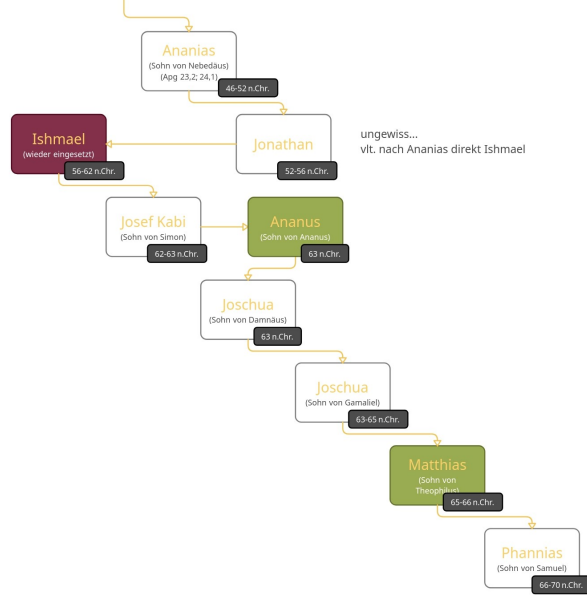 Ananias
(Sohn von Nebedäus)
(Apg 23,2; 24,1)
46-52 n.Chr.
Jonathan
52-56 n.Chr.
ungewiss...
vlt. nach Ananias direkt Ishmael
Ishmael
(wieder eingesetzt)
56-62 n.Chr.
Josef Kabi
(Sohn von Simon)
62-63 n.Chr.
Ananus
(Sohn von Ananus)
63 n.Chr.
Joschua
(Sohn von Damnäus)
63 n.Chr.
Joschua
(Sohn von Gamaliel)
63-65 n.Chr.
Matthias
(Sohn von
Theophilus)
65-66 n.Chr.
Phannias
(Sohn von Samuel)
66-70 n.Chr.